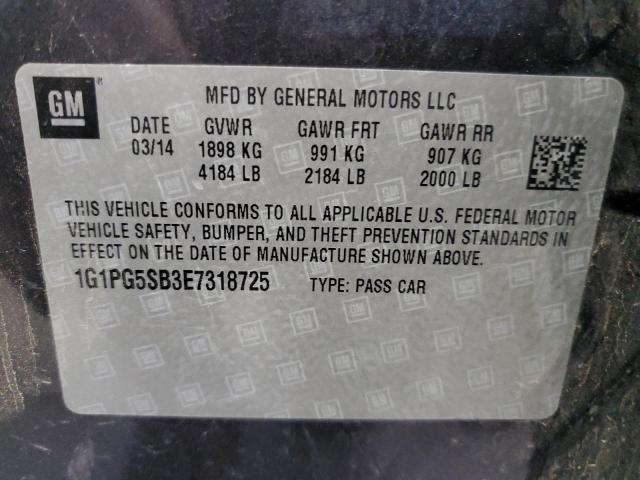 GM
MFD BY GENERAL MOTORS LLC
DATE GVWR GAWR FRT GAWR RR
03/14 1898 KG 991 KG 907 KG
4184 LB 2184 LB 2000 LB
THIS VEHICLE CONFORMS TO ALL APPLICABLE U.S. FEDERAL MOTOR
VEHICLE SAFETY, BUMPER, AND THEFT PREVENTION STANDARDS IN
EFFECT ON THE DATE OF MANUFACTURE SHOWN ABOVE.
1G1PG5SB3E7318725 TYPE: PASS CAR